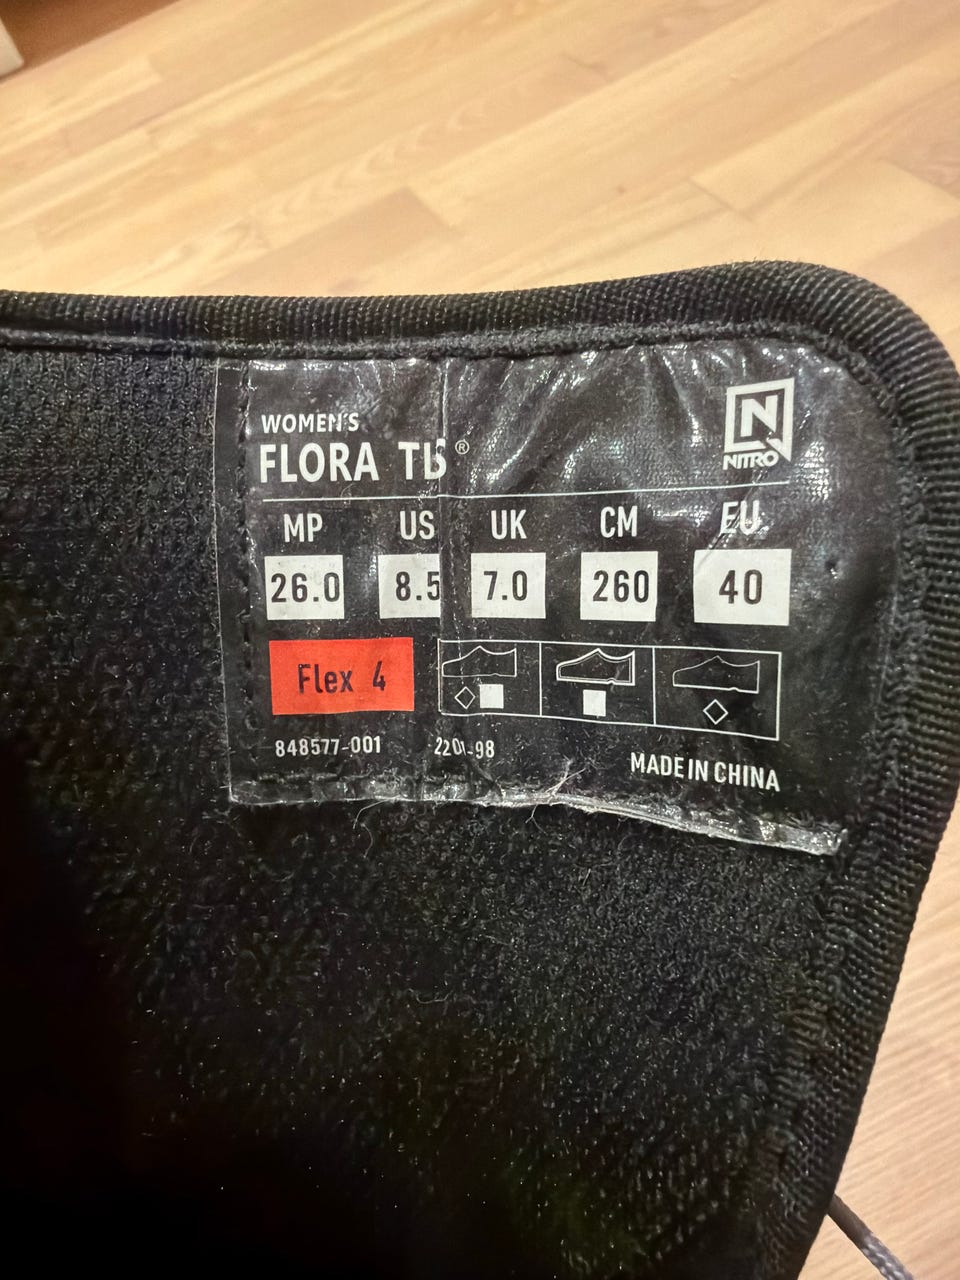 WOMEN'S
FLORA TLS®
NITRO
MP US UK CM EU
26.0 8.5 7.0 260 40
Flex 4
848577-001
MADE IN CHINA